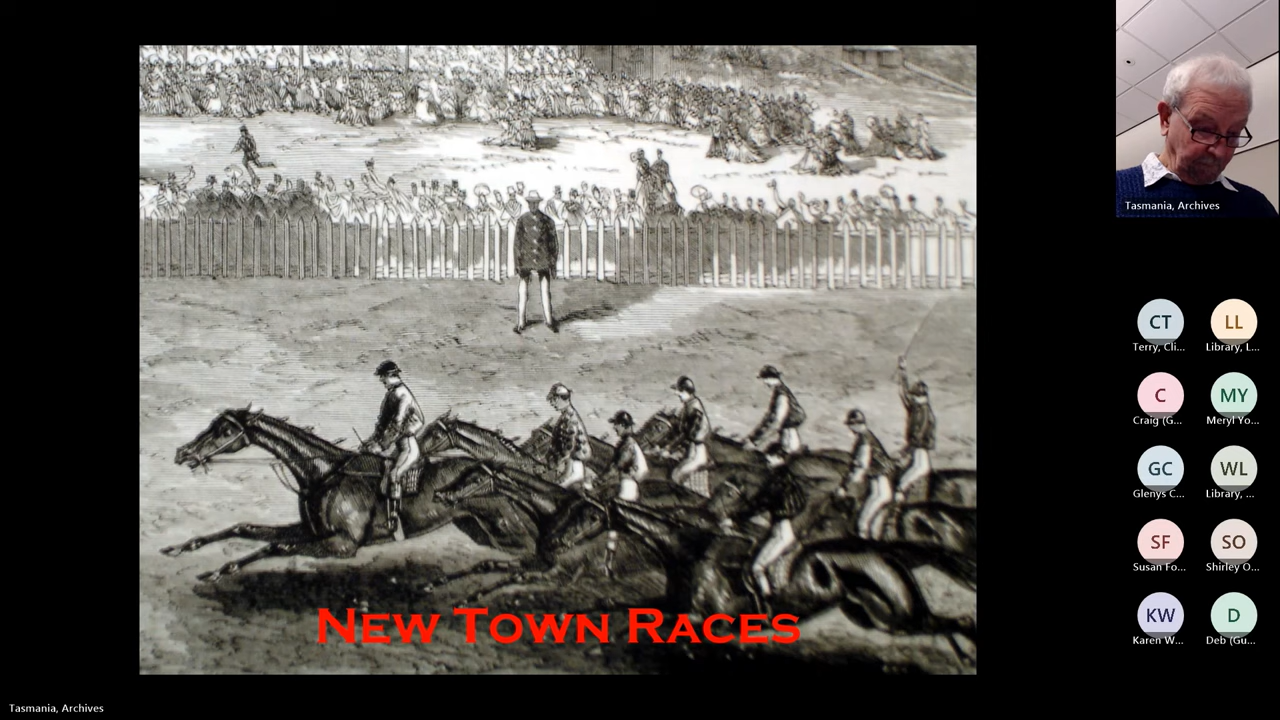 NEW TOWN RACES
Tasmania, Archives
CT
Terry, Cli...
LL
Library, L...
C
Craig (G...
MY
Meryl Yo...
GC
Glenys C...
WL
Library, ...
SF
Susan Fo...
SO
Shirley O...
KW
Karen W...
D
Deb (Gu...
Tasmania, Archives